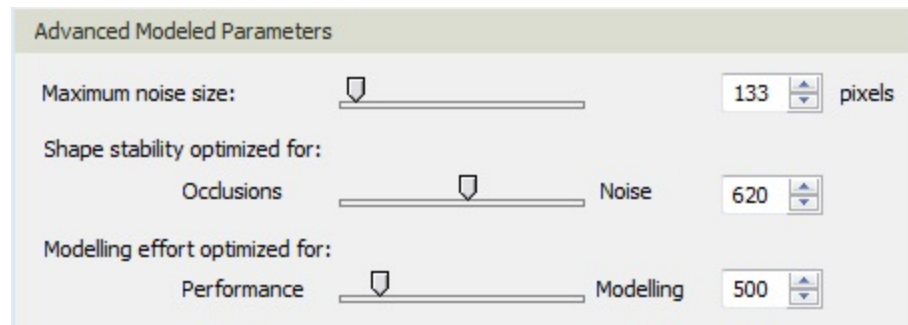 Advanced Modeled Parameters
Maximum noise size: 133 pixels
Shape stability optimized for:
Occlusions Noise 620
Modelling effort optimized for:
Performance Modelling 500